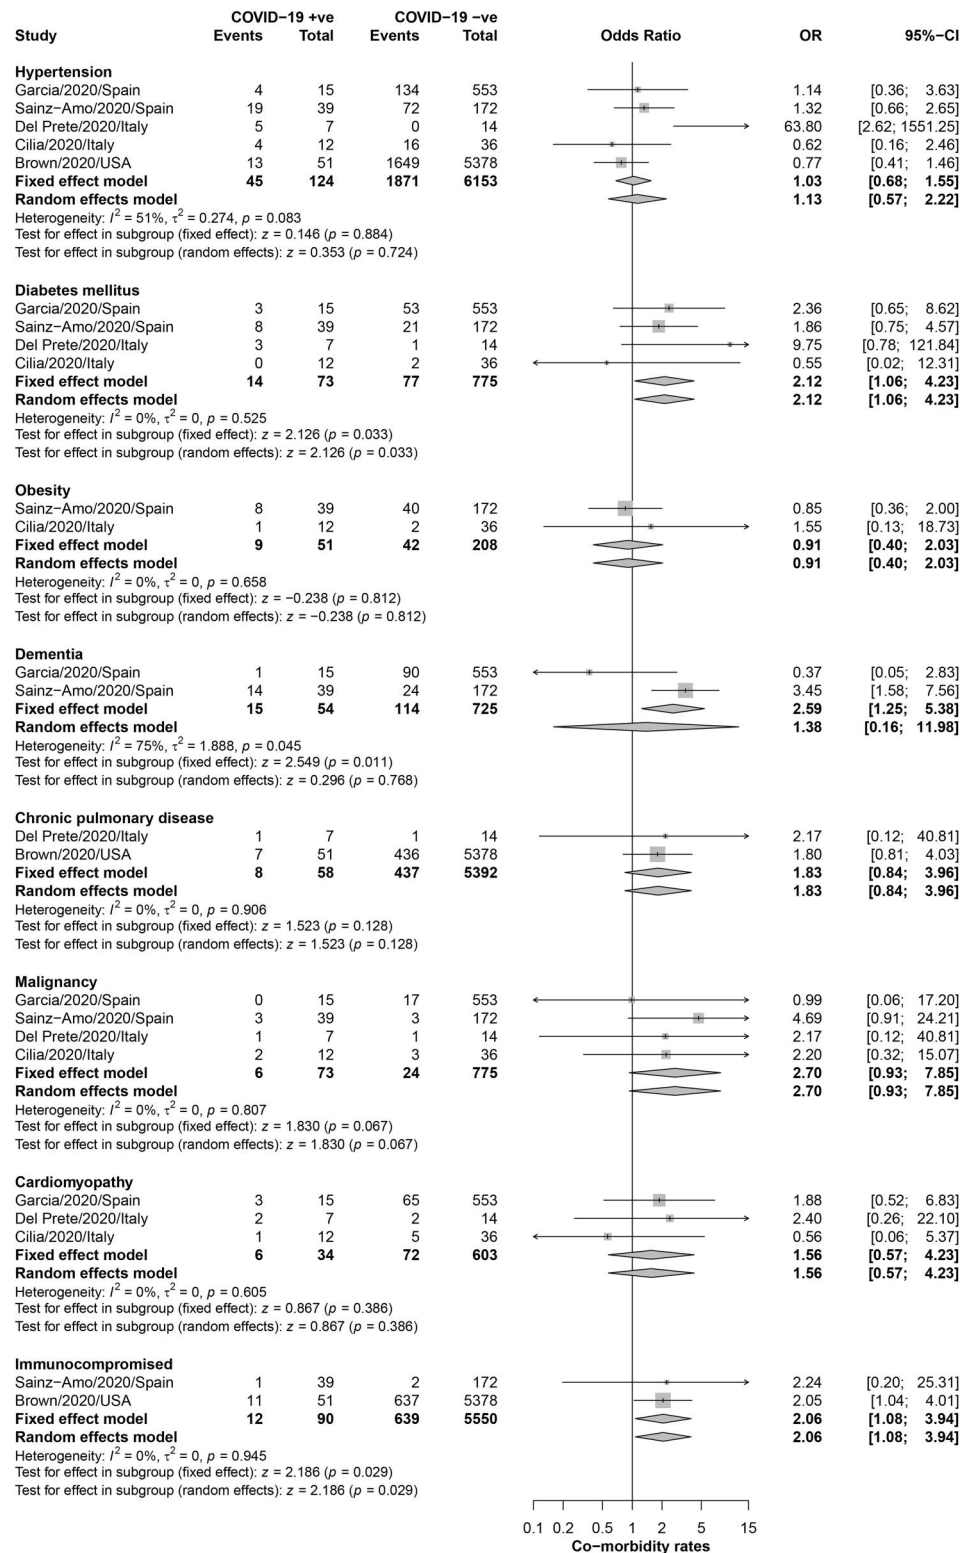 COVID−19 +ve COVID−19 −ve
Study Events Total Events Total Odds Ratio OR 95%−CI
Hypertension
Garcia/2020/Spain 4 15 134 553 1.14 [0.36; 3.63]
Sainz−Amo/2020/Spain 19 39 72 172 1.32 [0.66; 2.65]
Del Prete/2020/Italy 5 7 0 14 63.80 [2.62; 1551.25]
Cilia/2020/Italy 4 12 16 36 0.62 [0.16; 2.46]
Brown/2020/USA 13 51 1649 5378 0.77 [0.41; 1.46]
Fixed effect model 45 124 1871 6153 1.03 [0.68; 1.55]
Random effects model 1.13 [0.57; 2.22]
Heterogeneity: I² = 51%, τ² = 0.274, p = 0.083
Test for effect in subgroup (fixed effect): z = 0.146 (p = 0.884)
Test for effect in subgroup (random effects): z = 0.353 (p = 0.724)
Diabetes mellitus
Garcia/2020/Spain 3 15 53 553 2.36 [0.65; 8.62]
Sainz−Amo/2020/Spain 8 39 21 172 1.86 [0.75; 4.57]
Del Prete/2020/Italy 3 7 1 14 9.75 [0.78; 121.84]
Cilia/2020/Italy 0 12 2 36 0.55 [0.02; 12.31]
Fixed effect model 14 73 77 775 2.12 [1.06; 4.23]
Random effects model 2.12 [1.06; 4.23]
Heterogeneity: I² = 0%, τ² = 0, p = 0.525
Test for effect in subgroup (fixed effect): z = 2.126 (p = 0.033)
Test for effect in subgroup (random effects): z = 2.126 (p = 0.033)
Obesity
Sainz−Amo/2020/Spain 8 39 40 172 0.85 [0.36; 2.00]
Cilia/2020/Italy 1 12 2 36 1.55 [0.13; 18.73]
Fixed effect model 9 51 42 208 0.91 [0.40; 2.03]
Random effects model 0.91 [0.40; 2.03]
Heterogeneity: I² = 0%, τ² = 0, p = 0.658
Test for effect in subgroup (fixed effect): z = −0.238 (p = 0.812)
Test for effect in subgroup (random effects): z = −0.238 (p = 0.812)
Dementia
Garcia/2020/Spain 1 15 90 553 0.37 [0.05; 2.83]
Sainz−Amo/2020/Spain 14 39 24 172 3.45 [1.58; 7.56]
Fixed effect model 15 54 114 725 2.59 [1.25; 5.38]
Random effects model 1.38 [0.16; 11.98]
Heterogeneity: I² = 75%, τ² = 1.888, p = 0.045
Test for effect in subgroup (fixed effect): z = 2.549 (p = 0.011)
Test for effect in subgroup (random effects): z = 0.296 (p = 0.768)
Chronic pulmonary disease
Del Prete/2020/Italy 1 7 1 14 2.17 [0.12; 40.81]
Brown/2020/USA 7 51 436 5378 1.80 [0.81; 4.03]
Fixed effect model 8 58 437 5392 1.83 [0.84; 3.96]
Random effects model 1.83 [0.84; 3.96]
Heterogeneity: I² = 0%, τ² = 0, p = 0.906
Test for effect in subgroup (fixed effect): z = 1.523 (p = 0.128)
Test for effect in subgroup (random effects): z = 1.523 (p = 0.128)
Malignancy
Garcia/2020/Spain 0 15 17 553 0.99 [0.06; 17.20]
Sainz−Amo/2020/Spain 3 39 3 172 4.69 [0.91; 24.21]
Del Prete/2020/Italy 1 7 1 14 2.17 [0.12; 40.81]
Cilia/2020/Italy 2 12 3 36 2.20 [0.32; 15.07]
Fixed effect model 6 73 24 775 2.70 [0.93; 7.85]
Random effects model 2.70 [0.93; 7.85]
Heterogeneity: I² = 0%, τ² = 0, p = 0.807
Test for effect in subgroup (fixed effect): z = 1.830 (p = 0.067)
Test for effect in subgroup (random effects): z = 1.830 (p = 0.067)
Cardiomyopathy
Garcia/2020/Spain 3 15 65 553 1.88 [0.52; 6.83]
Del Prete/2020/Italy 2 7 2 14 2.40 [0.26; 22.10]
Cilia/2020/Italy 1 12 5 36 0.56 [0.06; 5.37]
Fixed effect model 6 34 72 603 1.56 [0.57; 4.23]
Random effects model 1.56 [0.57; 4.23]
Heterogeneity: I² = 0%, τ² = 0, p = 0.605
Test for effect in subgroup (fixed effect): z = 0.867 (p = 0.386)
Test for effect in subgroup (random effects): z = 0.867 (p = 0.386)
Immunocompromised
Sainz−Amo/2020/Spain 1 39 2 172 2.24 [0.20; 25.31]
Brown/2020/USA 11 51 637 5378 2.05 [1.04; 4.01]
Fixed effect model 12 90 639 5550 2.06 [1.08; 3.94]
Random effects model 2.06 [1.08; 3.94]
Heterogeneity: I² = 0%, τ² = 0, p = 0.945
Test for effect in subgroup (fixed effect): z = 2.186 (p = 0.029)
Test for effect in subgroup (random effects): z = 2.186 (p = 0.029)
0.1 0.2 0.5 1 2 5 15
Co−morbidity rates